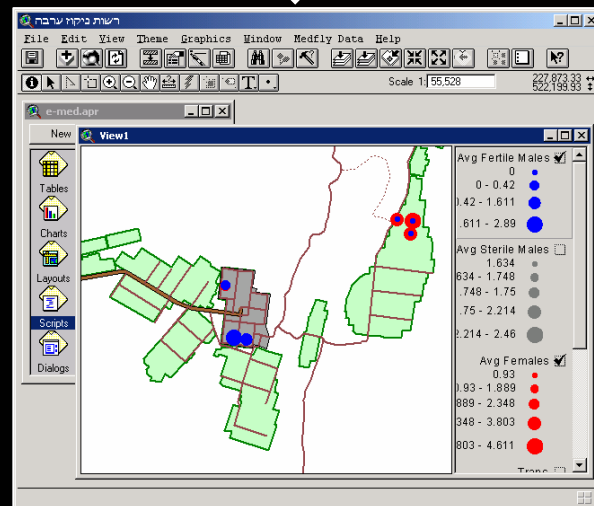 רשות ניקוז ערבה
File Edit View Theme Graphics Window Medfly Data Help
Scale 1: 55,528
227,873.33
522,199.93
e-med.apr
New
View1
Tables
Charts
Layouts
Scripts
Dialogs
Avg Fertile Males
0
0 - 0.42
0.42 - 1.611
.611 - 2.89
Avg Sterile Males
1.634
634 - 1.748
.748 - 1.75
.75 - 2.214
2.214 - 2.46
Avg Females
0.93
0.93 - 1.889
889 - 2.348
348 - 3.803
803 - 4.611